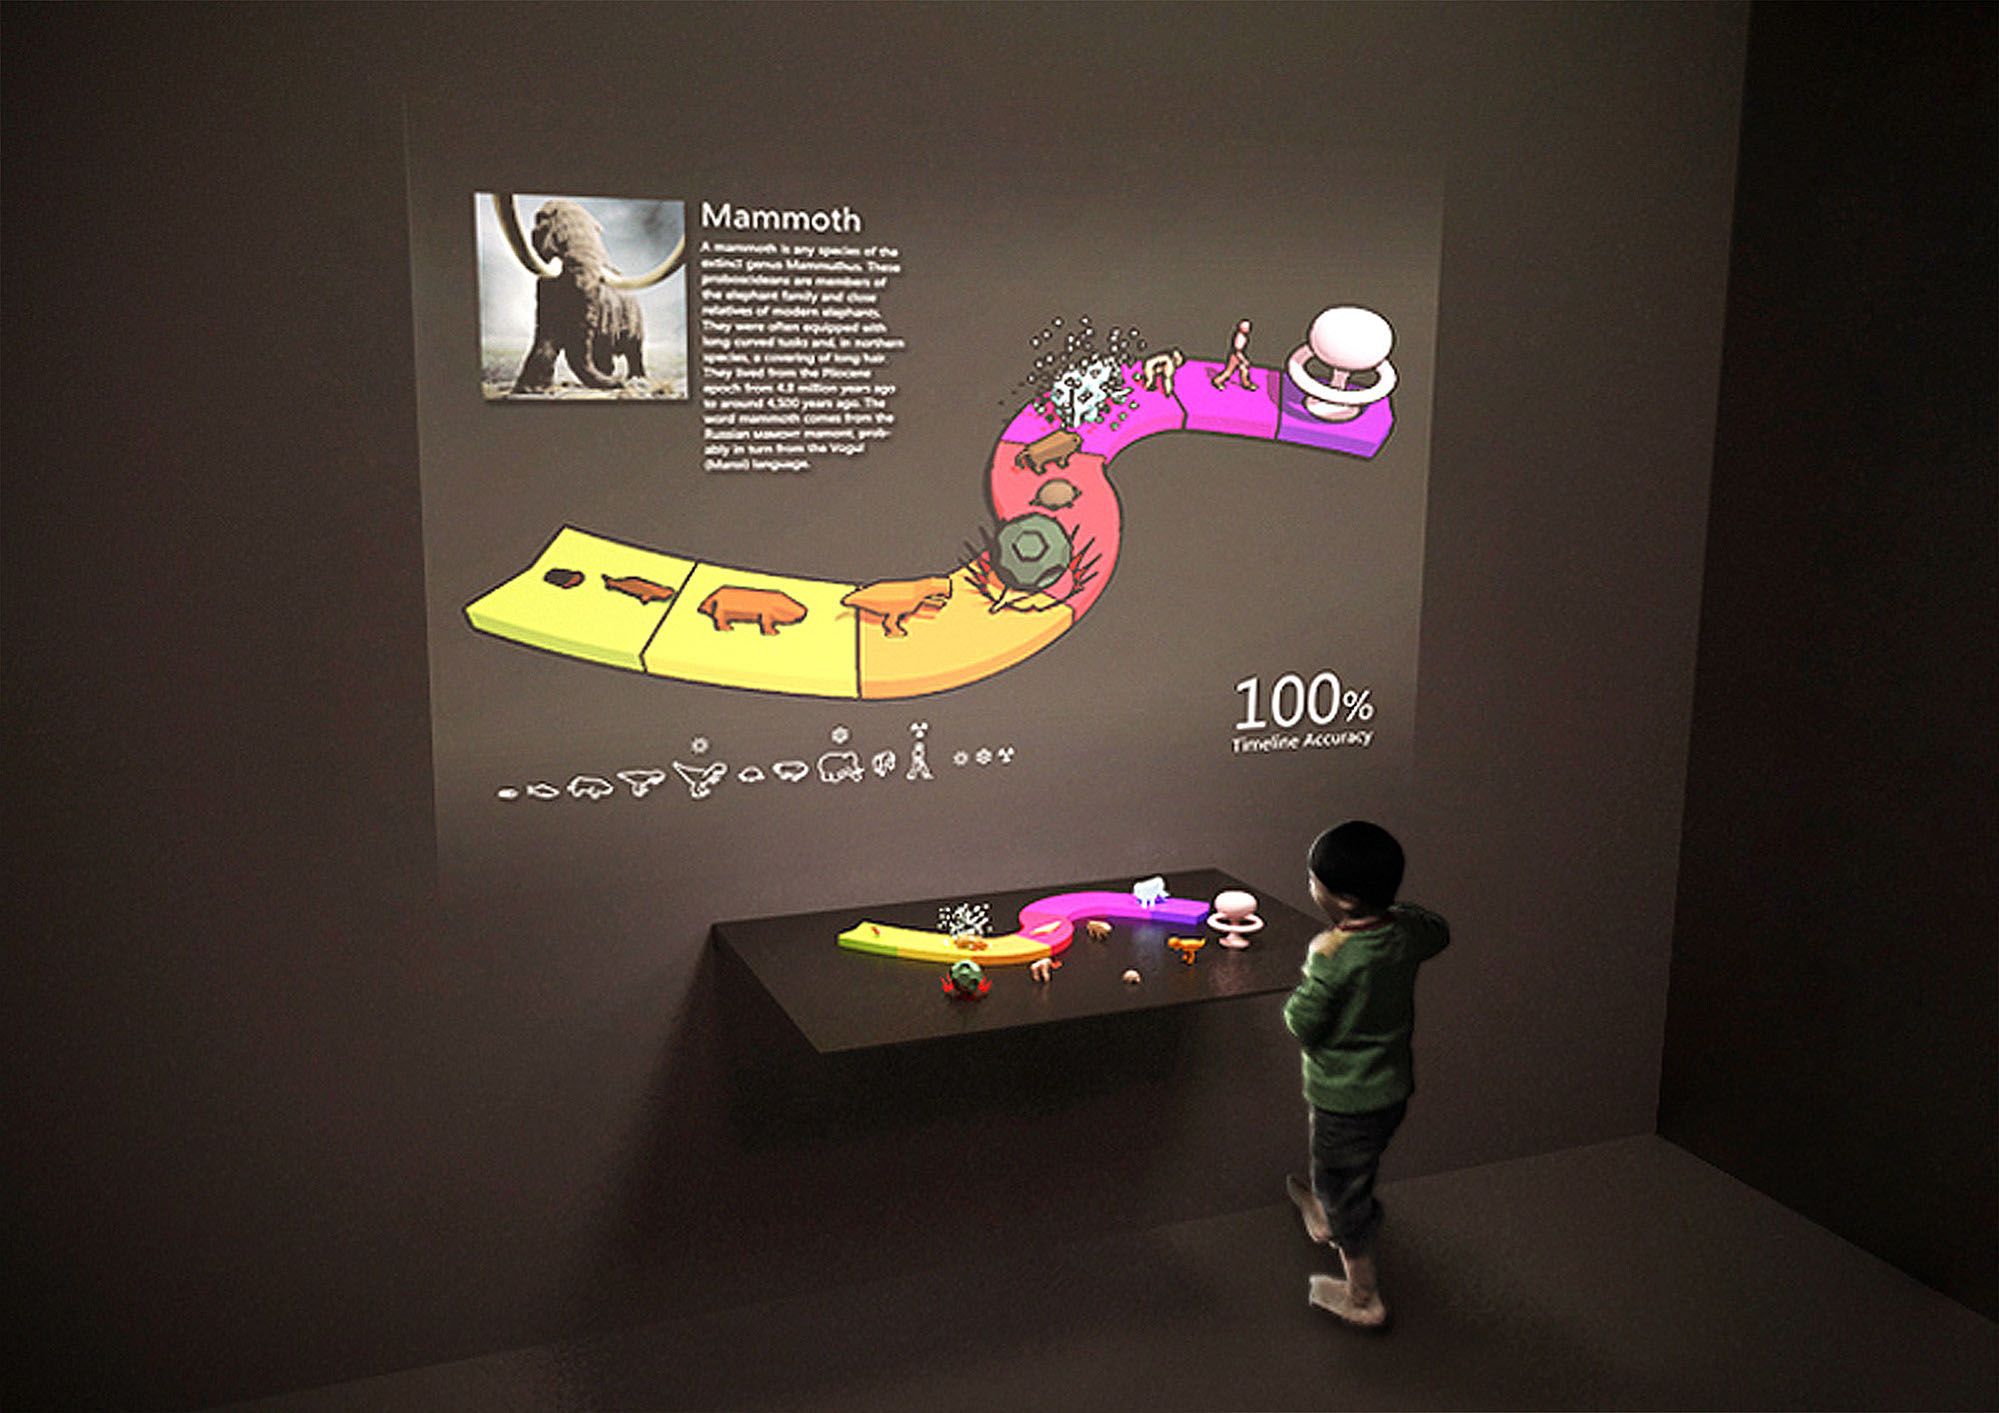 Mammoth
A mammoth is any species of the
extinct genus Mammuthus. These
proboscideans are members of
the elephant family and close
relatives of modern elephants.
They were often equipped with
long curved tusks and, in northern
species, a covering of long hair.
They lived from the Pliocene
epoch from 4.8 million years ago
to around 4,500 years ago. The
word mammoth comes from the
Russian мамонт mamont, prob-
ably in turn from the Vogul
(Mansi) language.
100%
Timeline Accuracy